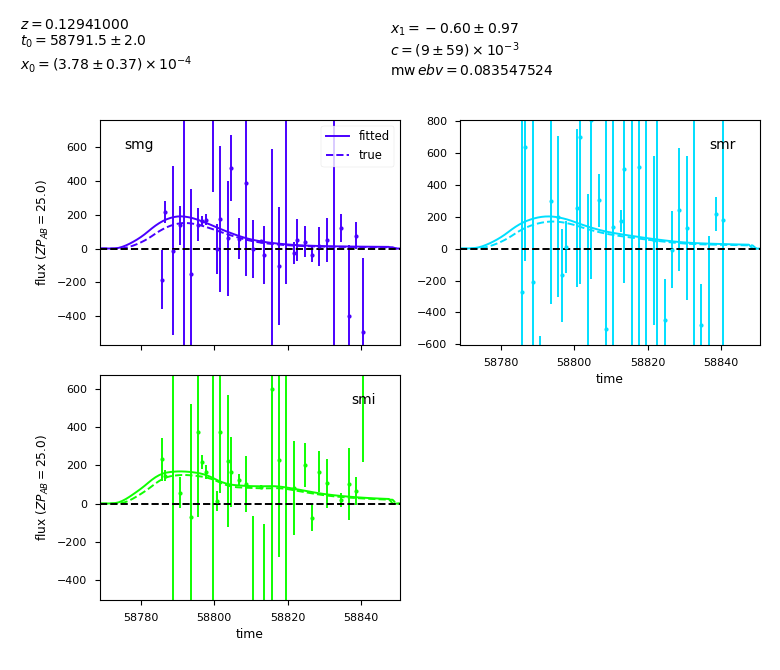 z = 0.12941000
t₀ = 58791.5 ± 2.0
x₀ = (3.78 ± 0.37) × 10⁻⁴
x₁ = −0.60 ± 0.97
c = (9 ± 59) × 10⁻³
mw ebv = 0.083547524
smg
fitted
true
600
400
200
0
−200
−400
flux (ZP_AB = 25.0)
smr
800
600
400
200
0
−200
−400
−600
58780 58800 58820 58840
time
smi
600
400
200
0
−200
−400
flux (ZP_AB = 25.0)
58780 58800 58820 58840
time